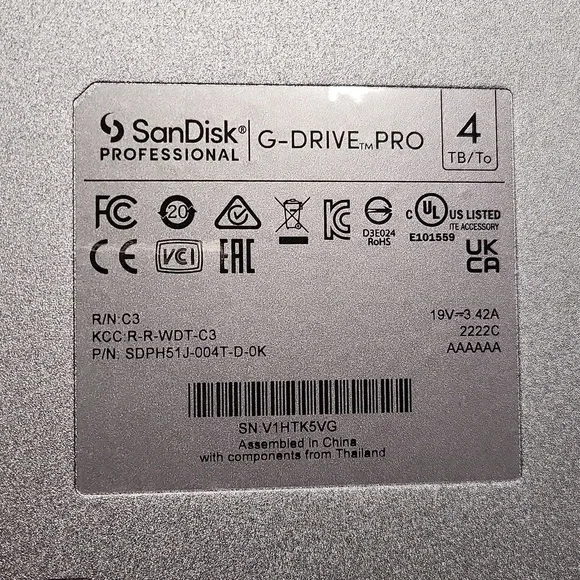 SanDisk®
PROFESSIONAL
G-DRIVE™ PRO
4
TB/To
FC
20
D3E024
RoHS
C UL US LISTED
ITE ACCESSORY
E101559
CE
VCI
EAC
UK
CA
R/N:C3
19V⎓3.42A
KCC:R-R-WDT-C3
2222C
P/N: SDPH51J-004T-D-0K
AAAAAA
SN:V1HTK5VG
Assembled in China
with components from Thailand